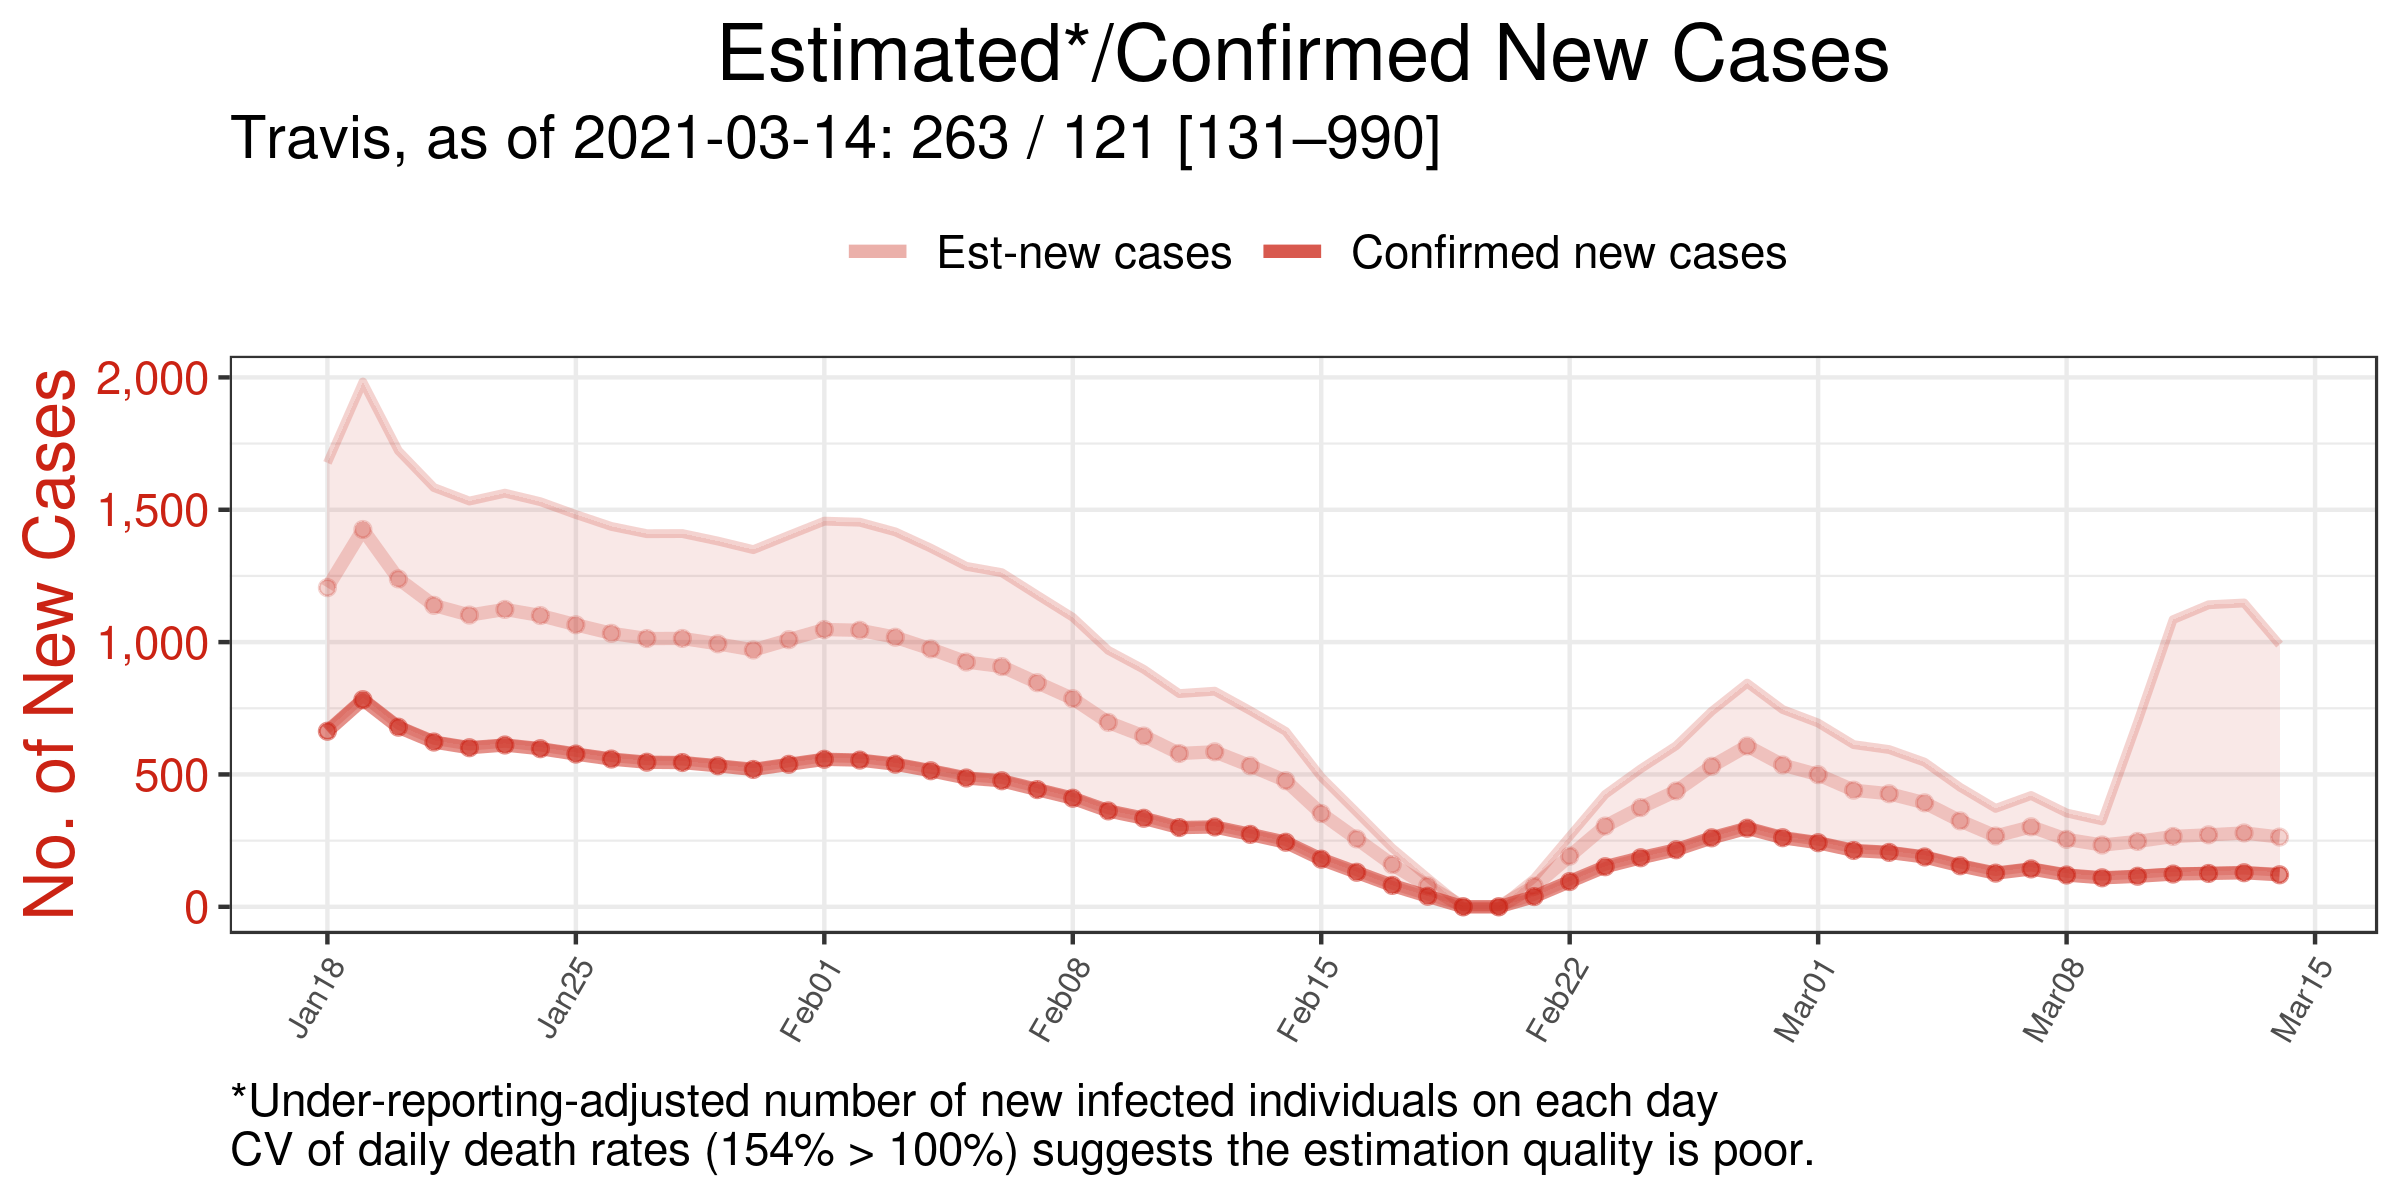 Estimated*/Confirmed New Cases
Travis, as of 2021-03-14: 263 / 121 [131–990]
Est-new cases
Confirmed new cases
No. of New Cases
2,000
1,500
1,000
500
0
Jan18
Jan25
Feb01
Feb08
Feb15
Feb22
Mar01
Mar08
Mar15
*Under-reporting-adjusted number of new infected individuals on each day
CV of daily death rates (154% > 100%) suggests the estimation quality is poor.